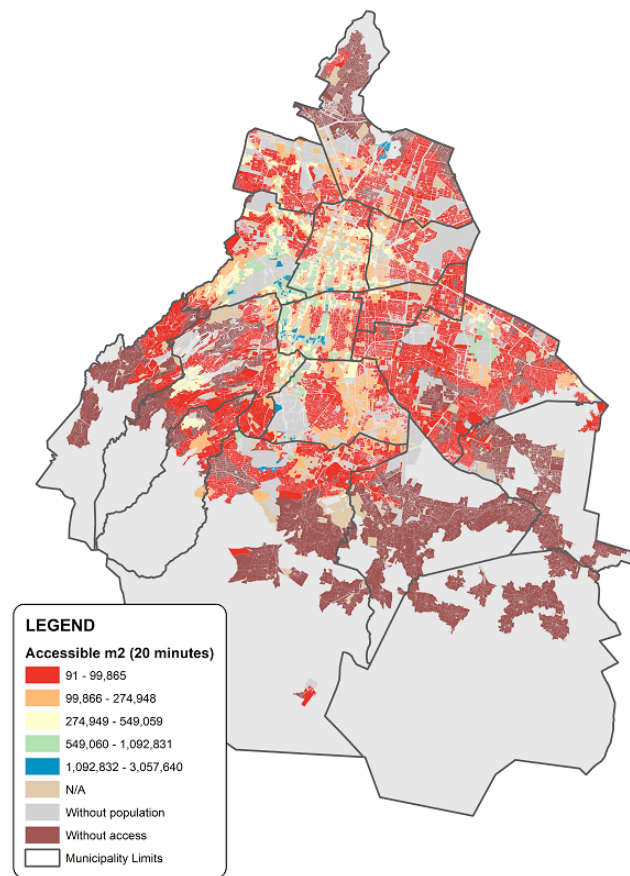 LEGEND
Accessible m2 (20 minutes)
91 - 99,865
99,866 - 274,948
274,949 - 549,059
549,060 - 1,092,831
1,092,832 - 3,057,640
N/A
Without population
Without access
Municipality Limits